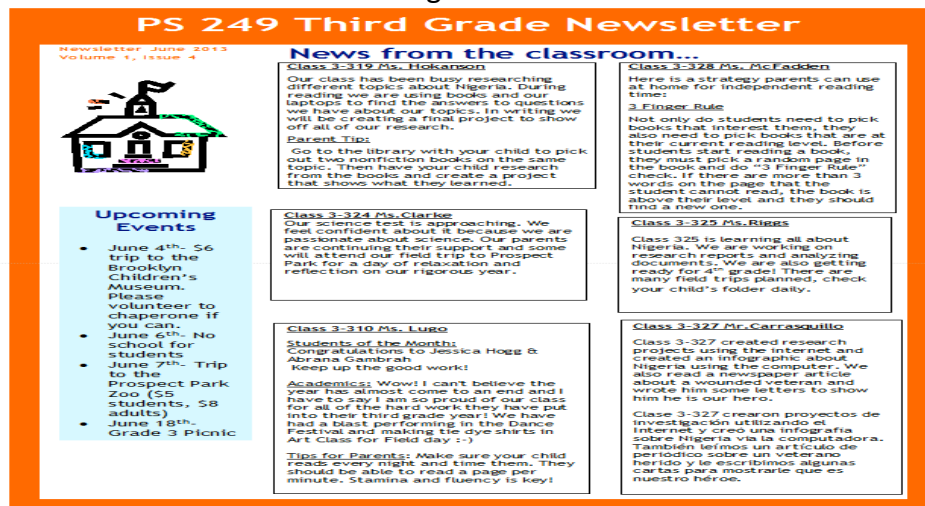 PS 249 Third Grade Newsletter
Newsletter June 2013
Volume 1, Issue 4
News from the classroom...
Class 3-319 Ms. Hokanson
Our class has been busy researching
different topics about Nigeria. During
reading we are using books and our
laptops to find the answers to questions
we have about our topics. In writing we
will be creating a final project to show
off all of our research.
Parent Tip:
Go to the library with your child to pick
out two nonfiction books on the same
topic. Then have your child research
from the books and create a project
that shows what they learned.
Class 3-328 Ms. McFadden
Here is a strategy parents can use
at home for independent reading
time:
3 Finger Rule
Not only do students need to pick
books that interest them, they
also need to pick books that are at
their current reading level. Before
students start reading a book,
they must pick a random page in
the book and do "3 Finger Rule"
check. If there are more than 3
words on the page that the
student cannot read, the book is
above their level and they should
find a new one.
Upcoming
Events
• June 4th- $6
trip to the
Brooklyn
Children's
Museum.
Please
volunteer to
chaperone if
you can.
• June 6th- No
school for
students
• June 7th- Trip
to the
Prospect Park
Zoo ($5
students, $8
adults)
• June 18th-
Grade 3 Picnic
Class 3-324 Ms.Clarke
Our science test is approaching. We
feel confident about it because we are
passionate about science. Our parents
are continuing their support and some
will attend our field trip to Prospect
Park for a day of relaxation and
reflection on our rigorous year.
Class 3-325 Ms.Riggs
Class 325 is learning all about
Nigeria. We are working on
research reports and analyzing
documents. We are also getting
ready for 4th grade! There are
many field trips planned, check
your child's folder daily.
Class 3-310 Ms. Lugo
Students of the Month:
Congratulations to Jessica Hogg &
Abrana Gambrah
Keep up the good work!
Academics: Wow! I can't believe the
year has almost come to an end and I
have to say I am so proud of our class
for all of the hard work they have put
into their third grade year! We have
had a blast performing in the Dance
Festival and making tie dye shirts in
Art Class for Field day :-)
Tips for Parents: Make sure your child
reads every night and time them. They
should be able to read a page per
minute. Stamina and fluency is key!
Class 3-327 Mr.Carrasquillo
Class 3-327 created research
projects using the internet and
created an infographic about
Nigeria using the computer. We
also read a newspaper article
about a wounded veteran and
wrote him some letters to show
him he is our hero.
Clase 3-327 crearon proyectos de
investigación utilizando el
Internet y creó una infografía
sobre Nigeria via la computadora.
También leímos un artículo de
periódico sobre un veterano
herido y le escribimos algunas
cartas para mostrarle que es
nuestro héroe.